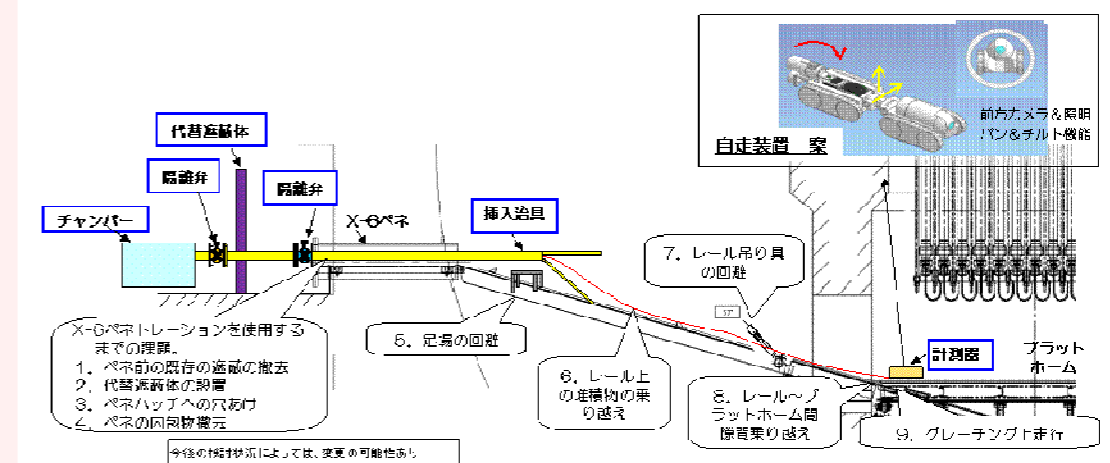 前方カメラ＆照明
パン＆チルト機能
自走装置　案
代替遮蔽体
隔離弁
隔離弁
チャンバー
X-6ペネ
挿入治具
7. レール吊り具
の回避
X-6ペネトレーションを使用する
までの課題。
1. ペネ前の既存の遮蔽の撤去
2. 代替遮蔽体の設置
3. ペネハッチへの穴あけ
4. ペネの内包物撤去
5. 足場の回避
6. レール上
の堆積物の乗
り越え
計測器
プラット
ホーム
8. レール～プ
ラットホーム間
隙間乗り越え
9. グレーチング上走行
今後の検討状況によっては、変更の可能性あり